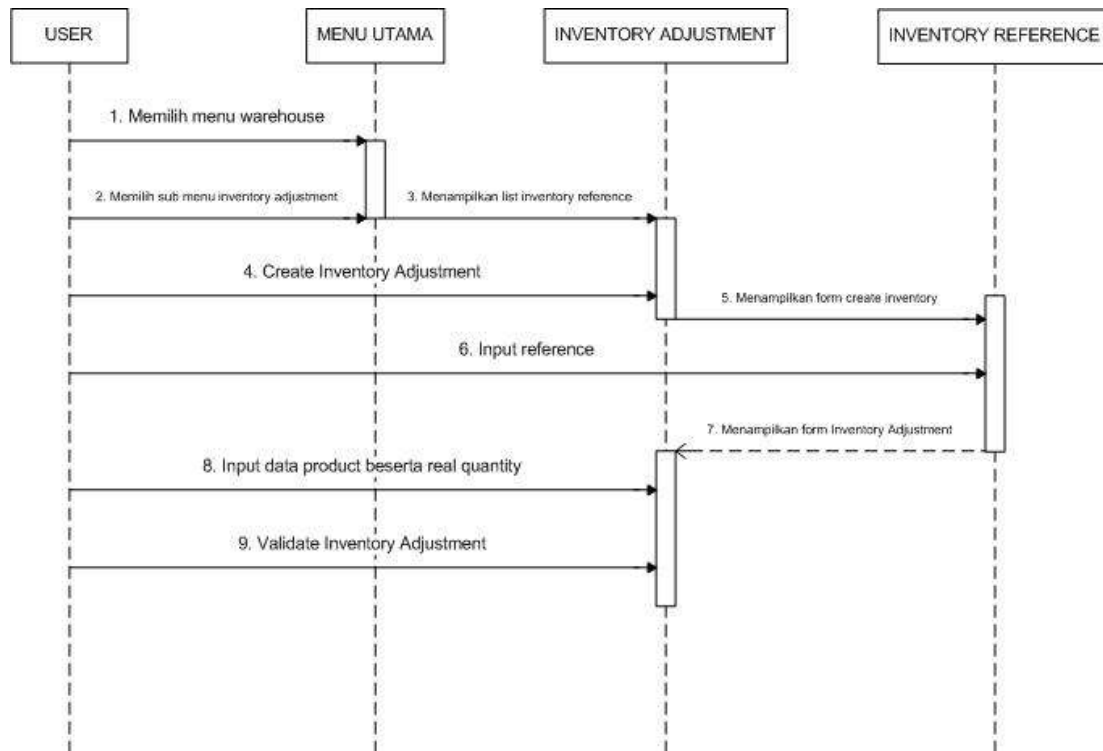 USER
MENU UTAMA
INVENTORY ADJUSTMENT
INVENTORY REFERENCE
1. Memilih menu warehouse
2. Memilih sub menu inventory adjustment
3. Menampilkan list inventory reference
4. Create Inventory Adjustment
5. Menampilkan form create inventory
6. Input reference
7. Menampilkan form Inventory Adjustment
8. Input data product beserta real quantity
9. Validate Inventory Adjustment